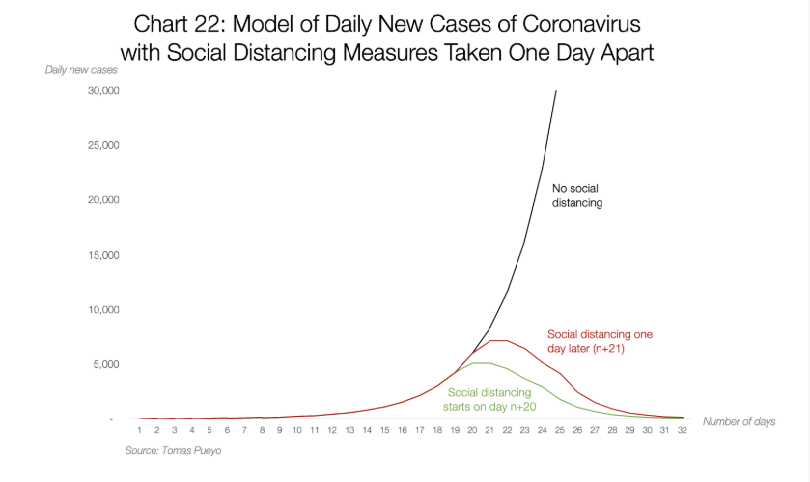 Chart 22: Model of Daily New Cases of Coronavirus
with Social Distancing Measures Taken One Day Apart
Daily new cases
30,000
25,000
20,000
15,000
10,000
5,000
-
No social
distancing
Social distancing one
day later (n+21)
Social distancing
starts on day n+20
1 2 3 4 5 6 7 8 9 10 11 12 13 14 15 16 17 18 19 20 21 22 23 24 25 26 27 28 29 30 31 32
Number of days
Source: Tomas Pueyo